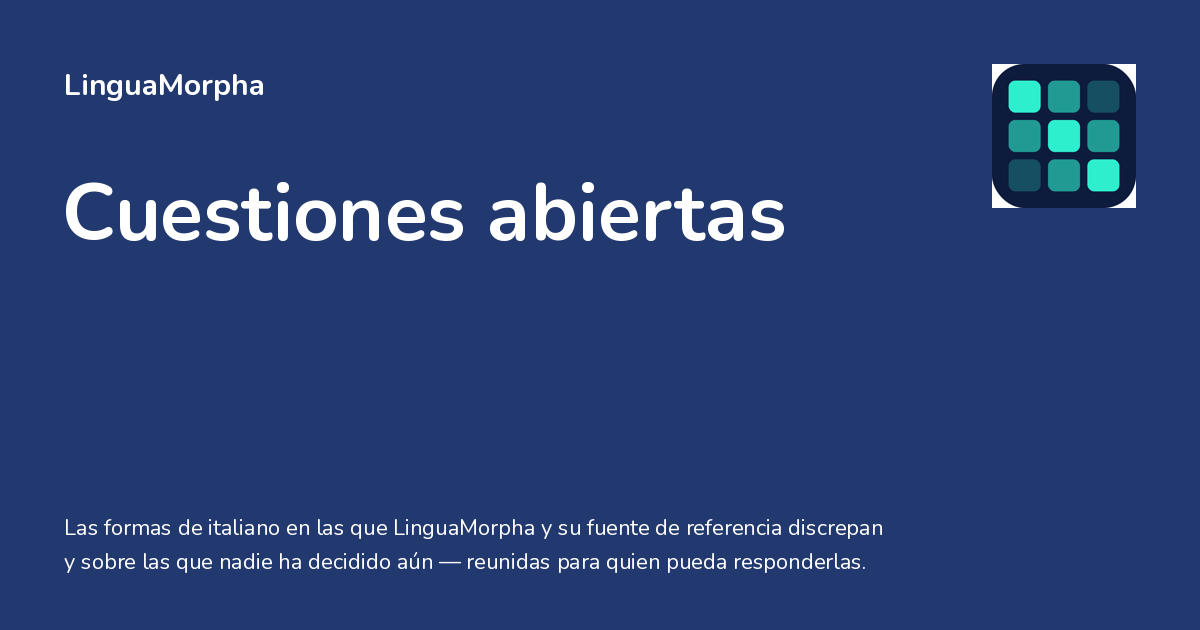 LinguaMorpha
Cuestiones abiertas
Las formas de italiano en las que LinguaMorpha y su fuente de referencia discrepan
y sobre las que nadie ha decidido aún — reunidas para quien pueda responderlas.